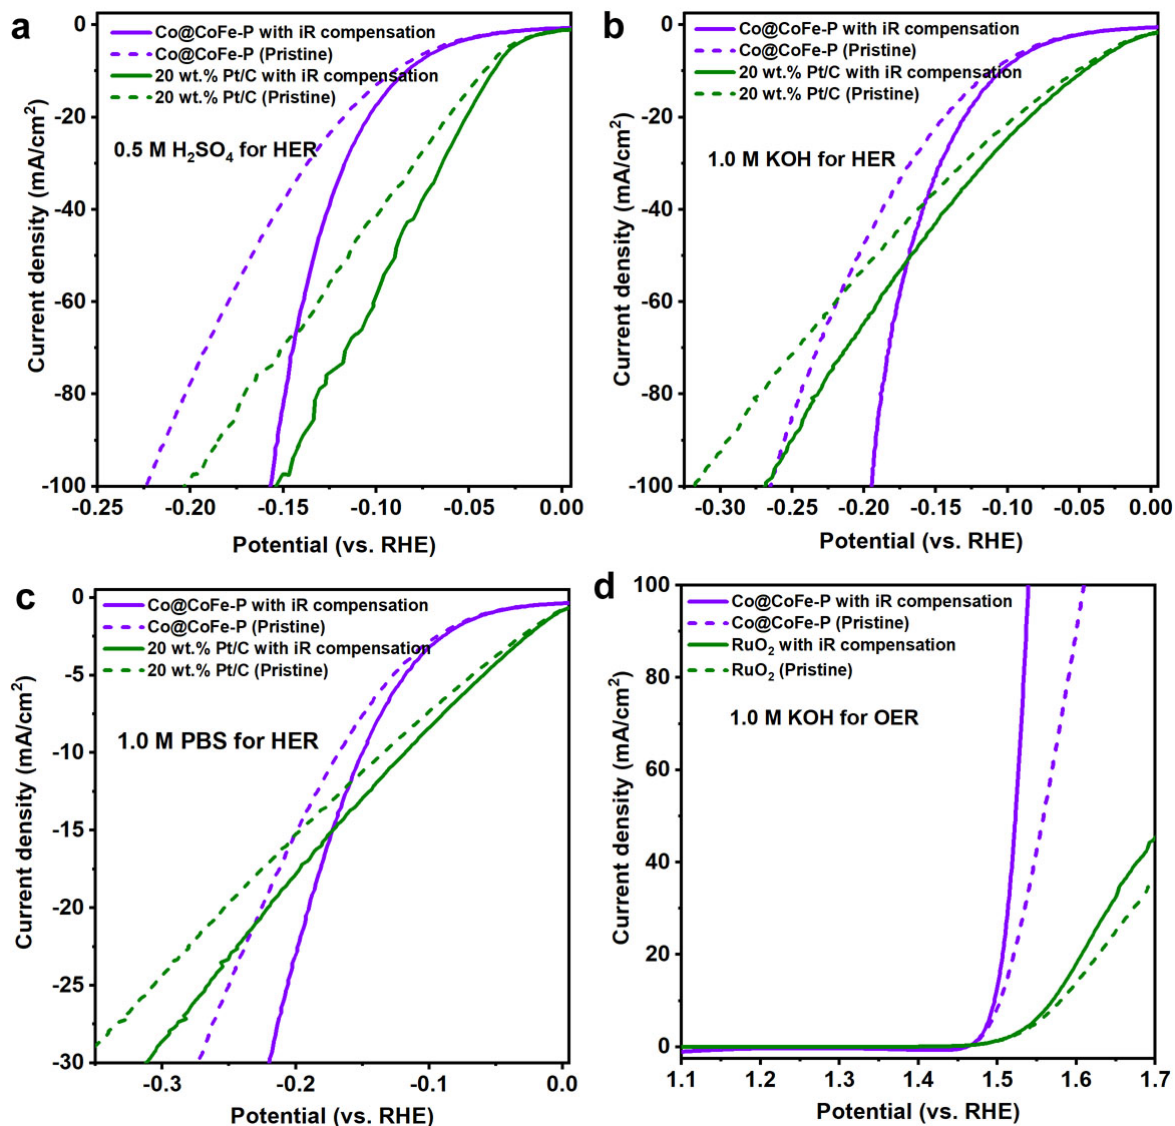 a
Co@CoFe-P with iR compensation
Co@CoFe-P (Pristine)
20 wt.% Pt/C with iR compensation
20 wt.% Pt/C (Pristine)
0.5 M H₂SO₄ for HER
0
-20
-40
-60
-80
-100
Current density (mA/cm²)
-0.25 -0.20 -0.15 -0.10 -0.05 0.00
Potential (vs. RHE)
b
Co@CoFe-P with iR compensation
Co@CoFe-P (Pristine)
20 wt.% Pt/C with iR compensation
20 wt.% Pt/C (Pristine)
1.0 M KOH for HER
0
-20
-40
-60
-80
-100
Current density (mA/cm²)
-0.30 -0.25 -0.20 -0.15 -0.10 -0.05 0.00
Potential (vs. RHE)
c
Co@CoFe-P with iR compensation
Co@CoFe-P (Pristine)
20 wt.% Pt/C with iR compensation
20 wt.% Pt/C (Pristine)
1.0 M PBS for HER
0
-5
-10
-15
-20
-25
-30
Current density (mA/cm²)
-0.3 -0.2 -0.1 0.0
Potential (vs. RHE)
d
Co@CoFe-P with iR compensation
Co@CoFe-P (Pristine)
RuO₂ with iR compensation
RuO₂ (Pristine)
1.0 M KOH for OER
100
80
60
40
20
0
Current density (mA/cm²)
1.1 1.2 1.3 1.4 1.5 1.6 1.7
Potential (vs. RHE)